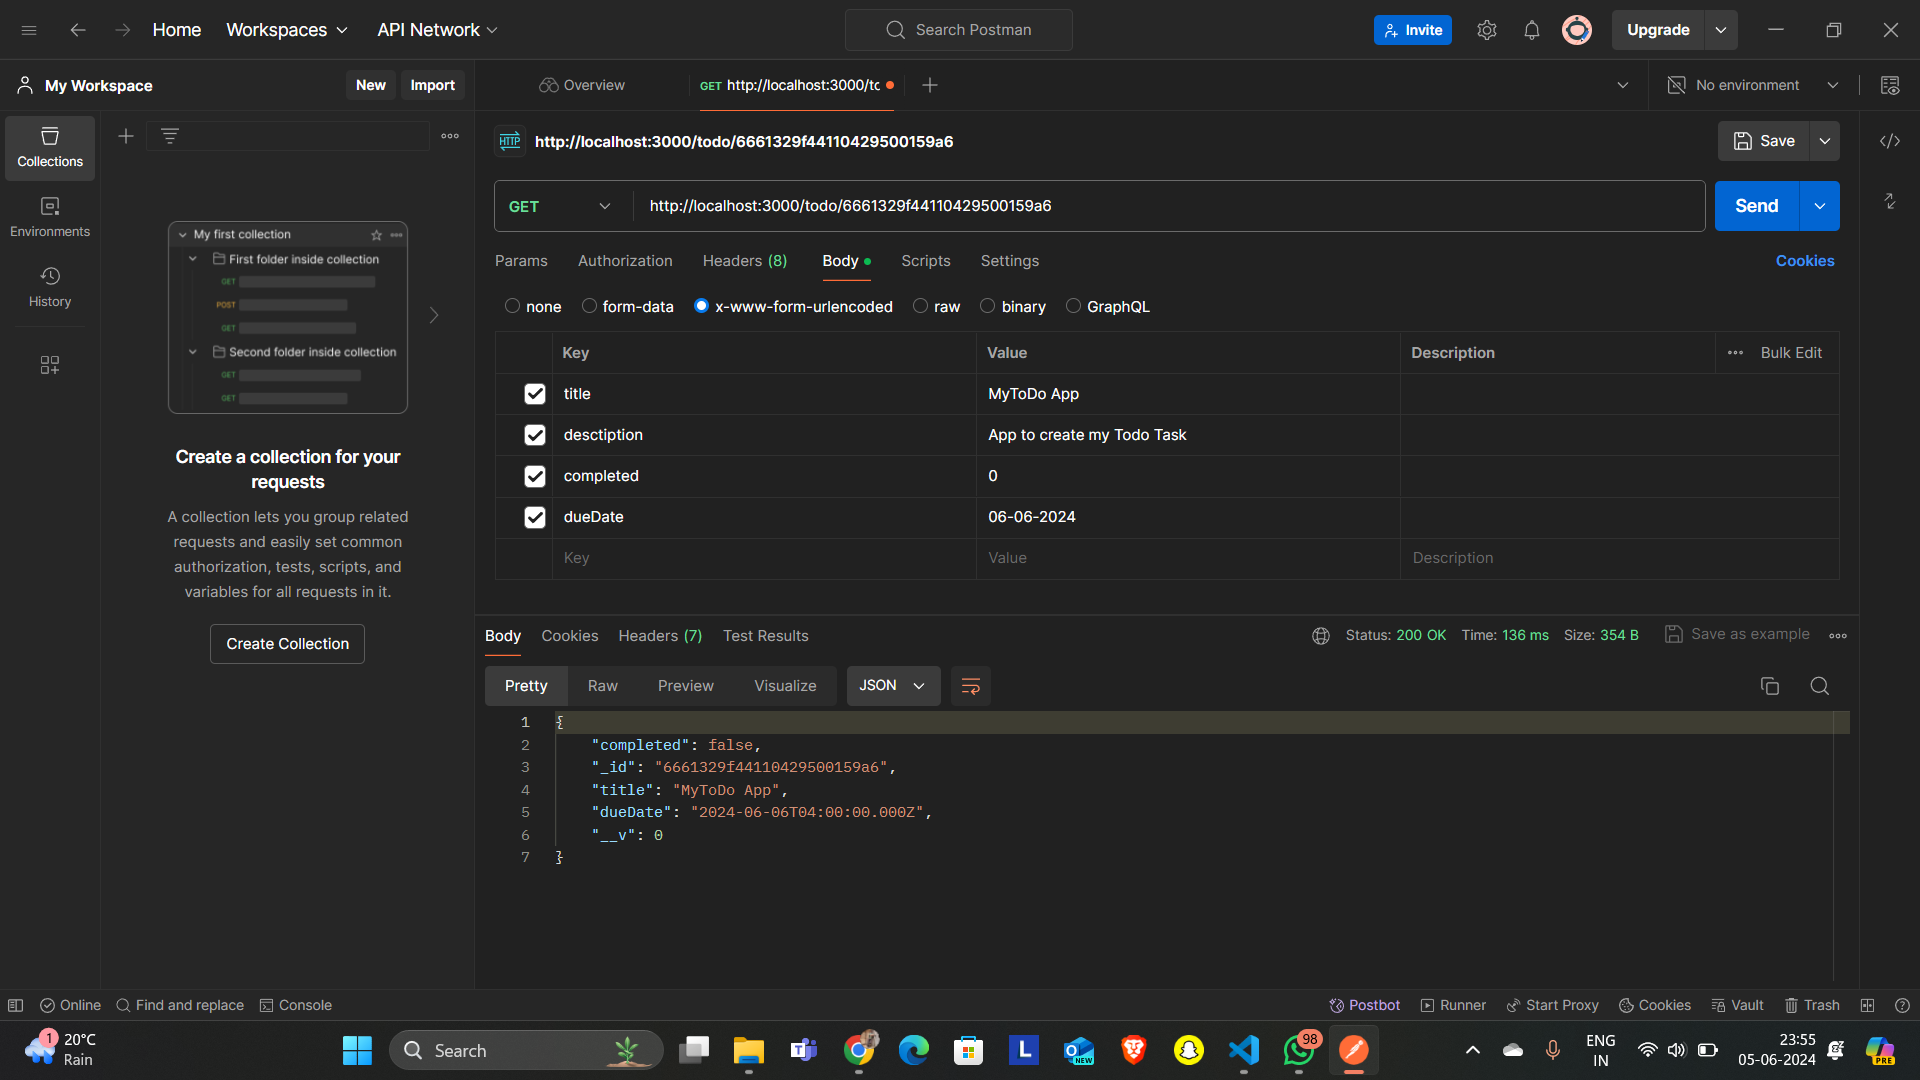 Home Workspaces API Network Search Postman Invite Upgrade
My Workspace New Import Overview GET http://localhost:3000/tc No environment
Collections
Environments
History
My first collection
First folder inside collection
GET
POST
GET
Second folder inside collection
GET
GET
Create a collection for your
requests
A collection lets you group related
requests and easily set common
authorization, tests, scripts, and
variables for all requests in it.
Create Collection
HTTP http://localhost:3000/todo/6661329f44110429500159a6 Save
GET http://localhost:3000/todo/6661329f44110429500159a6 Send
Params Authorization Headers (8) Body Scripts Settings Cookies
none form-data x-www-form-urlencoded raw binary GraphQL
Key Value Description Bulk Edit
title MyToDo App
desctiption App to create my Todo Task
completed 0
dueDate 06-06-2024
Key Value Description
Body Cookies Headers (7) Test Results Status: 200 OK Time: 136 ms Size: 354 B Save as example
Pretty Raw Preview Visualize JSON
1 {
2 "completed": false,
3 "_id": "6661329f44110429500159a6",
4 "title": "MyToDo App",
5 "dueDate": "2024-06-06T04:00:00.000Z",
6 "__v": 0
7 }
Online Find and replace Console Postbot Runner Start Proxy Cookies Vault Trash
1 20°C
Rain
Search
L
NEW
98
ENG
IN
23:55
05-06-2024
PRE